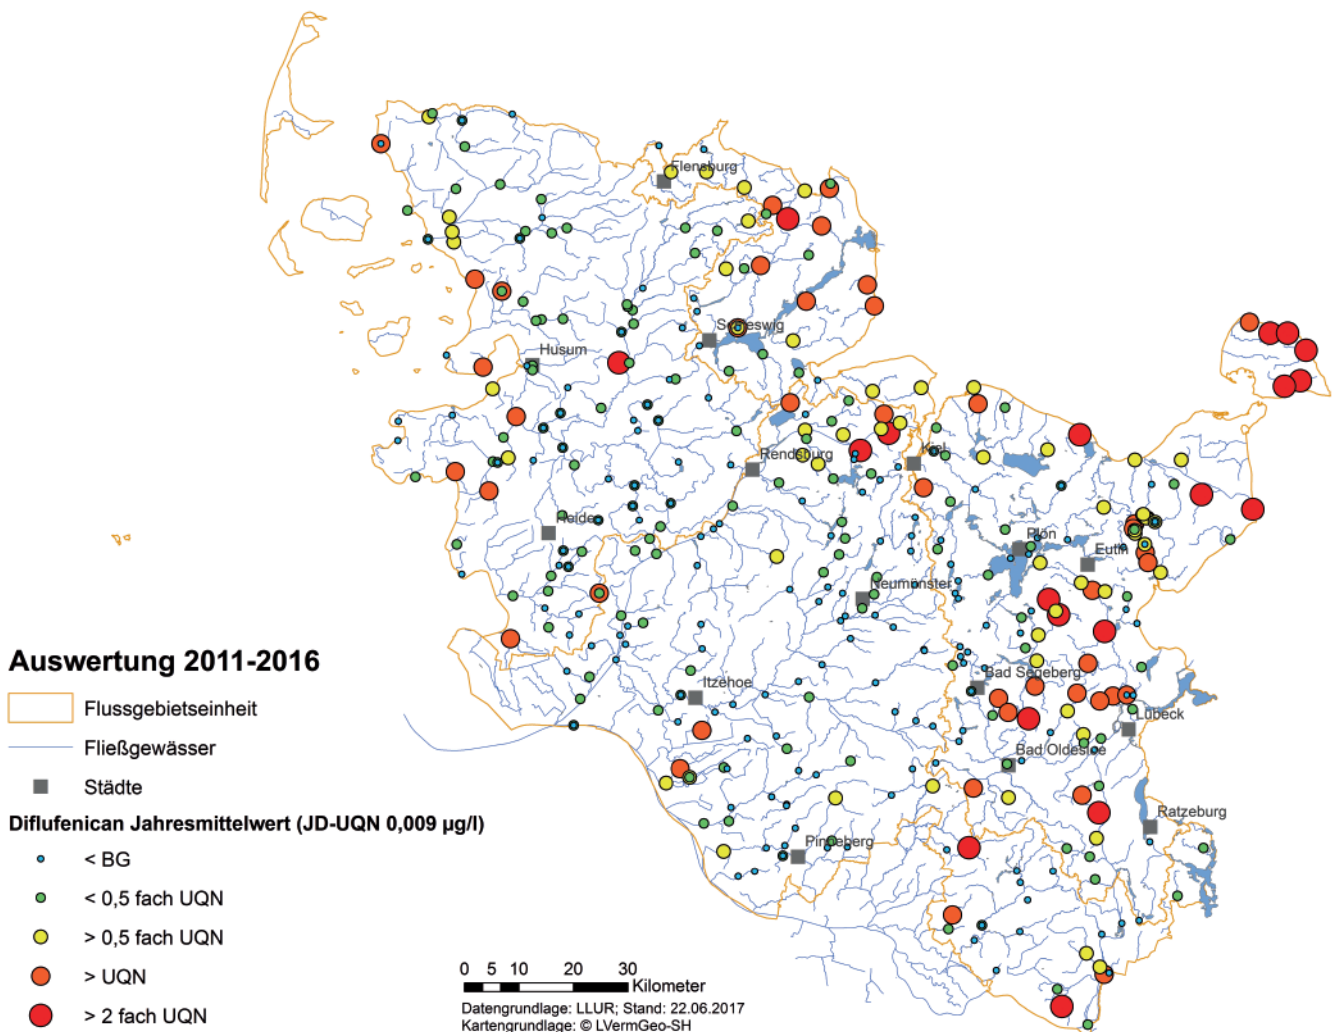 Flensburg
Schleswig
Husum
Rendsburg
Kiel
Heide
Plön
Eutin
Neumünster
Itzehoe
Bad Segeberg
Lübeck
Bad Oldesloe
Ratzeburg
Pinneberg
Auswertung 2011-2016
Flussgebietseinheit
Fließgewässer
Städte
Diflufenican Jahresmittelwert (JD-UQN 0,009 µg/l)
< BG
< 0,5 fach UQN
> 0,5 fach UQN
> UQN
> 2 fach UQN
0 5 10 20 30
Kilometer
Datengrundlage: LLUR; Stand: 22.06.2017
Kartengrundlage: © LVermGeo-SH